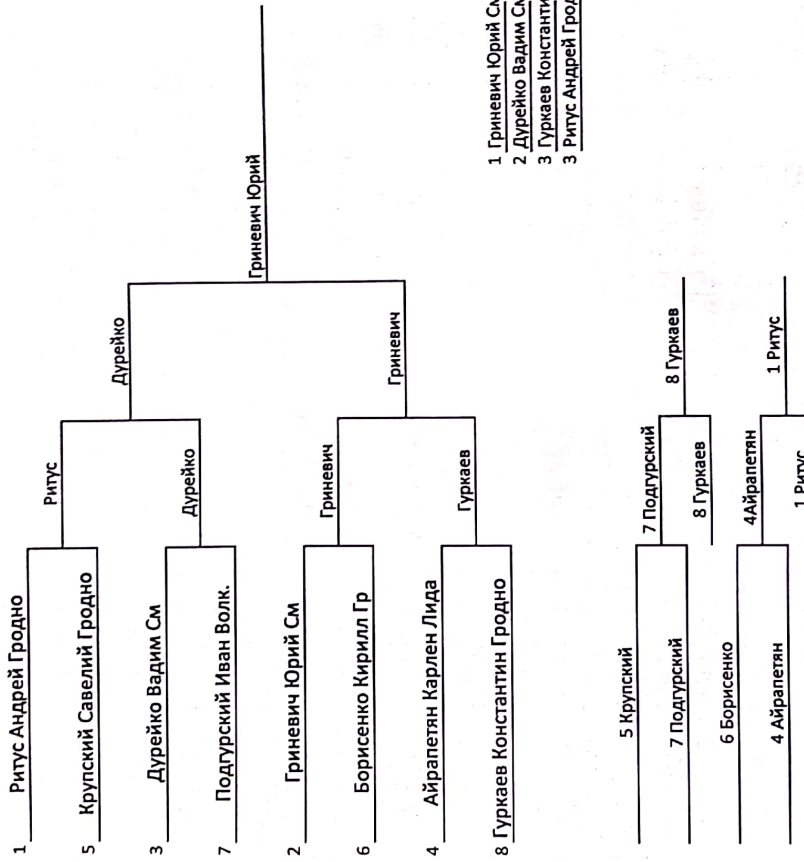 1 Ритус Андрей Гродно
5 Крупский Савелий Гродно
3 Дурейко Вадим См
7 Подгурский Иван Волк.
2 Гриневич Юрий См
6 Борисенко Кирилл Гр
4 Айрапетян Карлен Лида
8 Гуркаев Константин Гродно
Ритус
Дурейко
Гриневич
Гуркаев
Дурейко
Гриневич
Гриневич Юрий
1 Гриневич Юрий См
2 Дурейко Вадим См
3 Гуркаев Константи
3 Ритус Андрей Грод
5 Крупский
7 Подгурский
6 Борисенко
4 Айрапетян
7 Подгурский
8 Гуркаев
4Айрапетян
1 Ритус
8 Гуркаев
1 Ритус